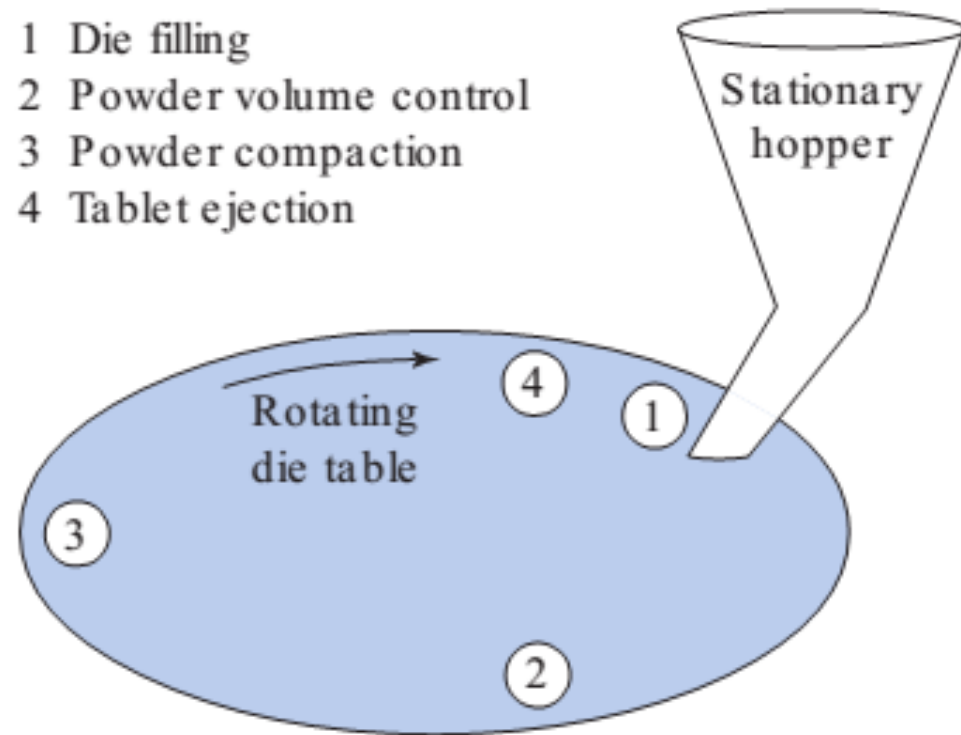 1 Die filling
2 Powder volume control
3 Powder compaction
4 Tablet ejection
Stationary
hopper
Rotating
die table
4
1
3
2